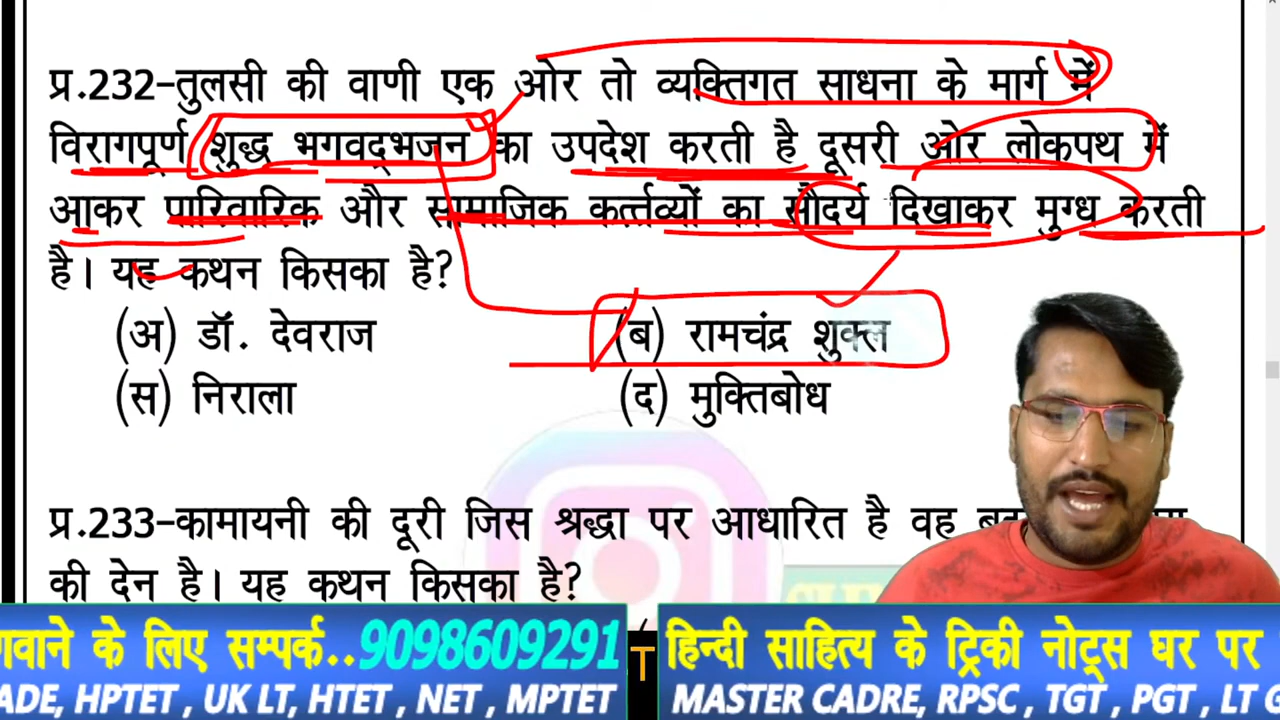 प्र.232-तुलसी की वाणी एक ओर तो व्यक्तिगत साधना के मार्ग में
विरागपूर्ण शुद्ध भगवद्भजन का उपदेश करती है दूसरी ओर लोकपथ में
आकर पारिवारिक और सामाजिक कर्त्तव्यों का सौदर्य दिखाकर मुग्ध करती
है। यह कथन किसका है?
(अ) डॉ. देवराज (ब) रामचंद्र शुक्ल
(स) निराला (द) मुक्तिबोध
प्र.233-कामायनी की दूरी जिस श्रद्धा पर आधारित है वह
की देन है। यह कथन किसका है?
गवाने के लिए सम्पर्क..9098609291 T हिन्दी साहित्य के ट्रिकी नोट्स घर पर
ADE, HPTET , UK LT, HTET , NET , MPTET MASTER CADRE, RPSC , TGT , PGT , LT G